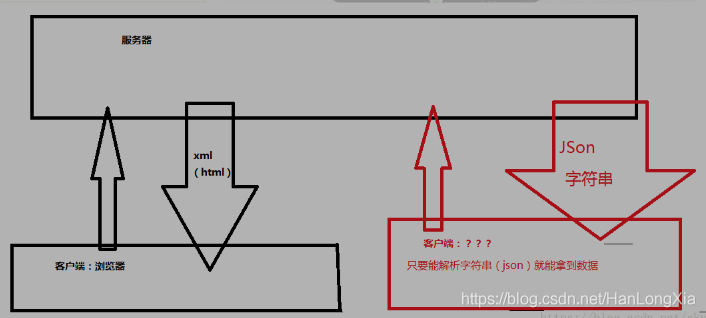 服务器
xml
（html）
JSon
字符串
客户端：浏览器
客户端：？？？
只要能解析字符串（json）就能拿到数据
https://blog.csdn.net/HanLongXia